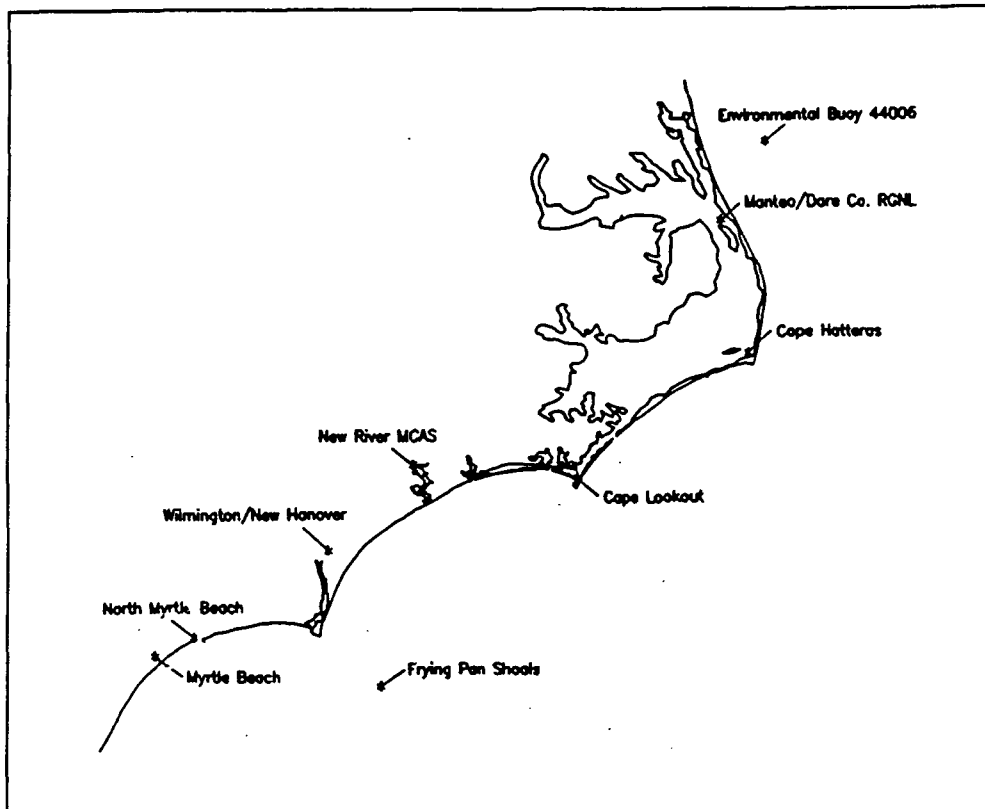 Environmental Buoy 44006
Manteo/Dare Co. RGNL
Cape Hatteras
New River MCAS
Cape Lookout
Wilmington/New Hanover
North Myrtle Beach
Myrtle Beach
Frying Pan Shoals